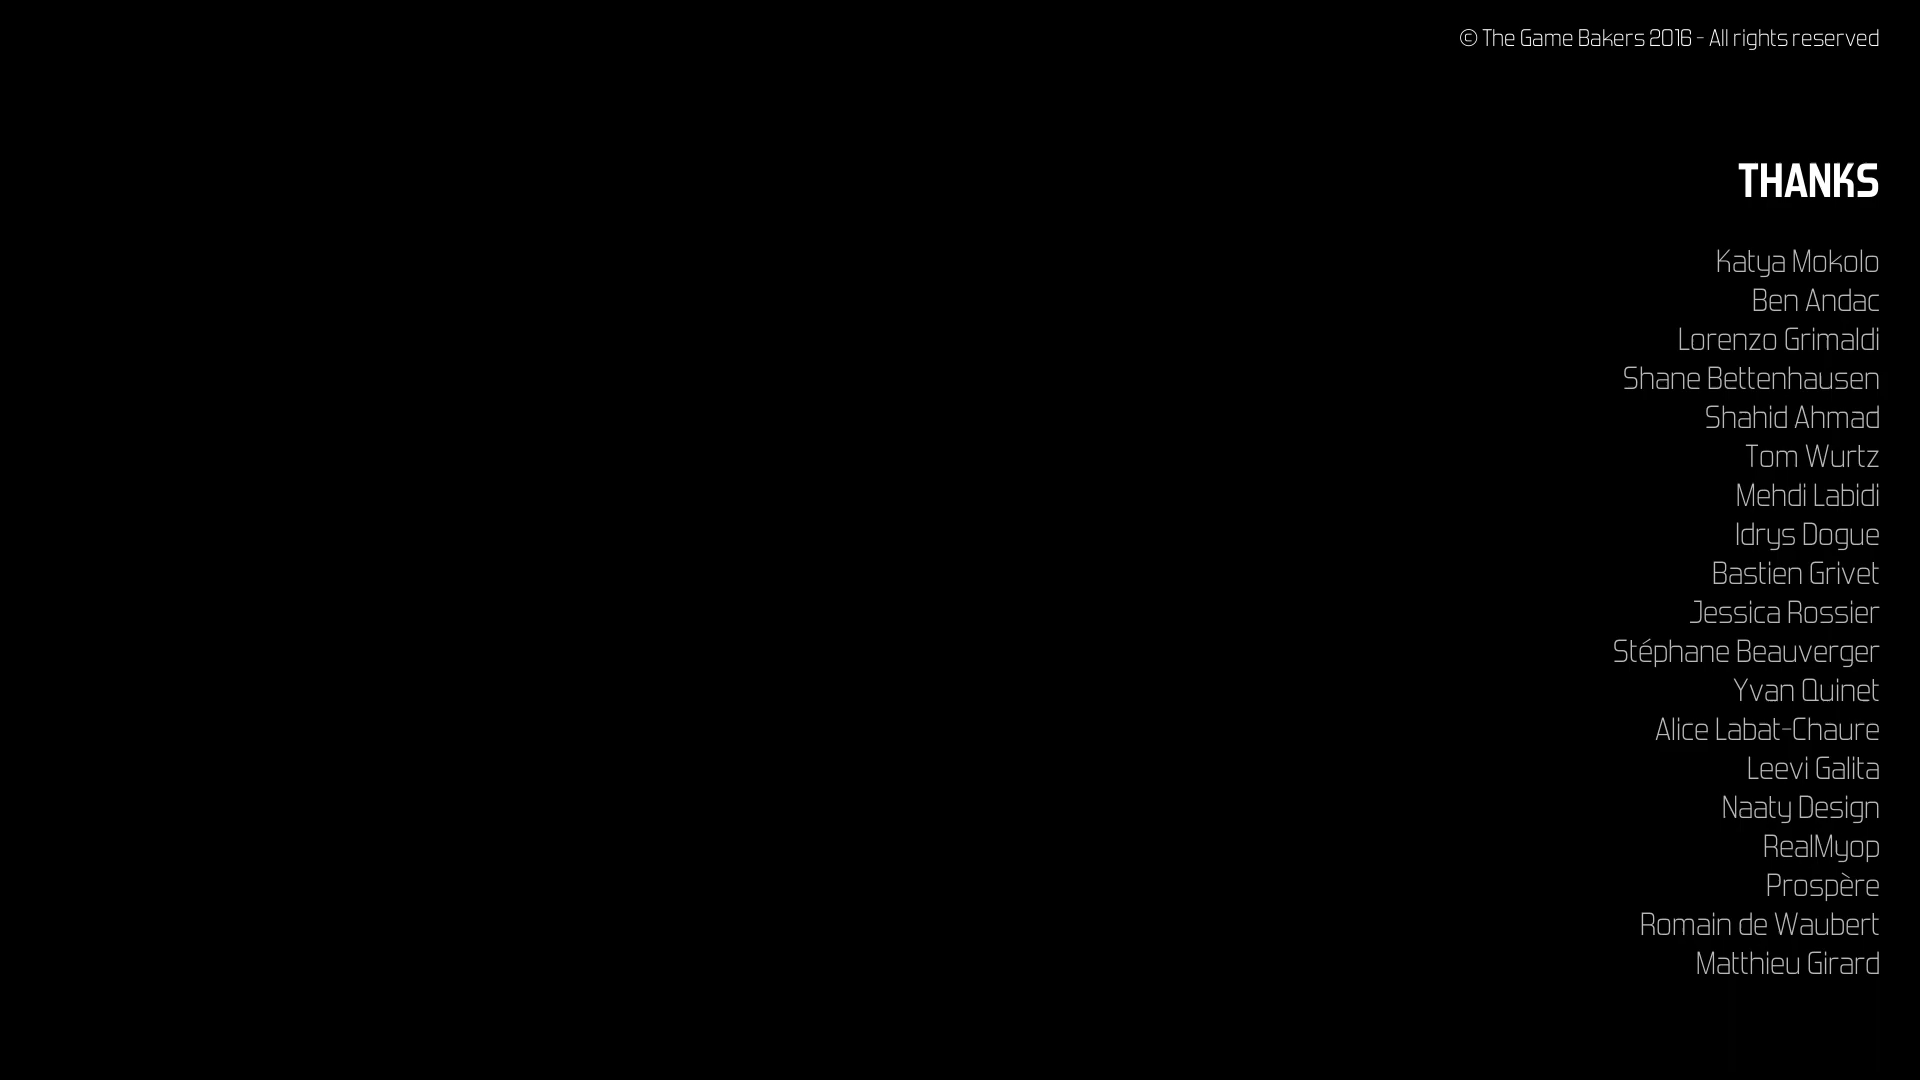 © The Game Bakers 2016 - All rights reserved
THANKS
Katya Mokolo
Ben Andac
Lorenzo Grimaldi
Shane Bettenhausen
Shahid Ahmad
Tom Wurtz
Mehdi Labidi
Idrys Dogue
Bastien Grivet
Jessica Rossier
Stéphane Beauverger
Yvan Quinet
Alice Labat-Chaure
Leevi Galita
Naaty Design
RealMyop
Prospère
Romain de Waubert
Matthieu Girard